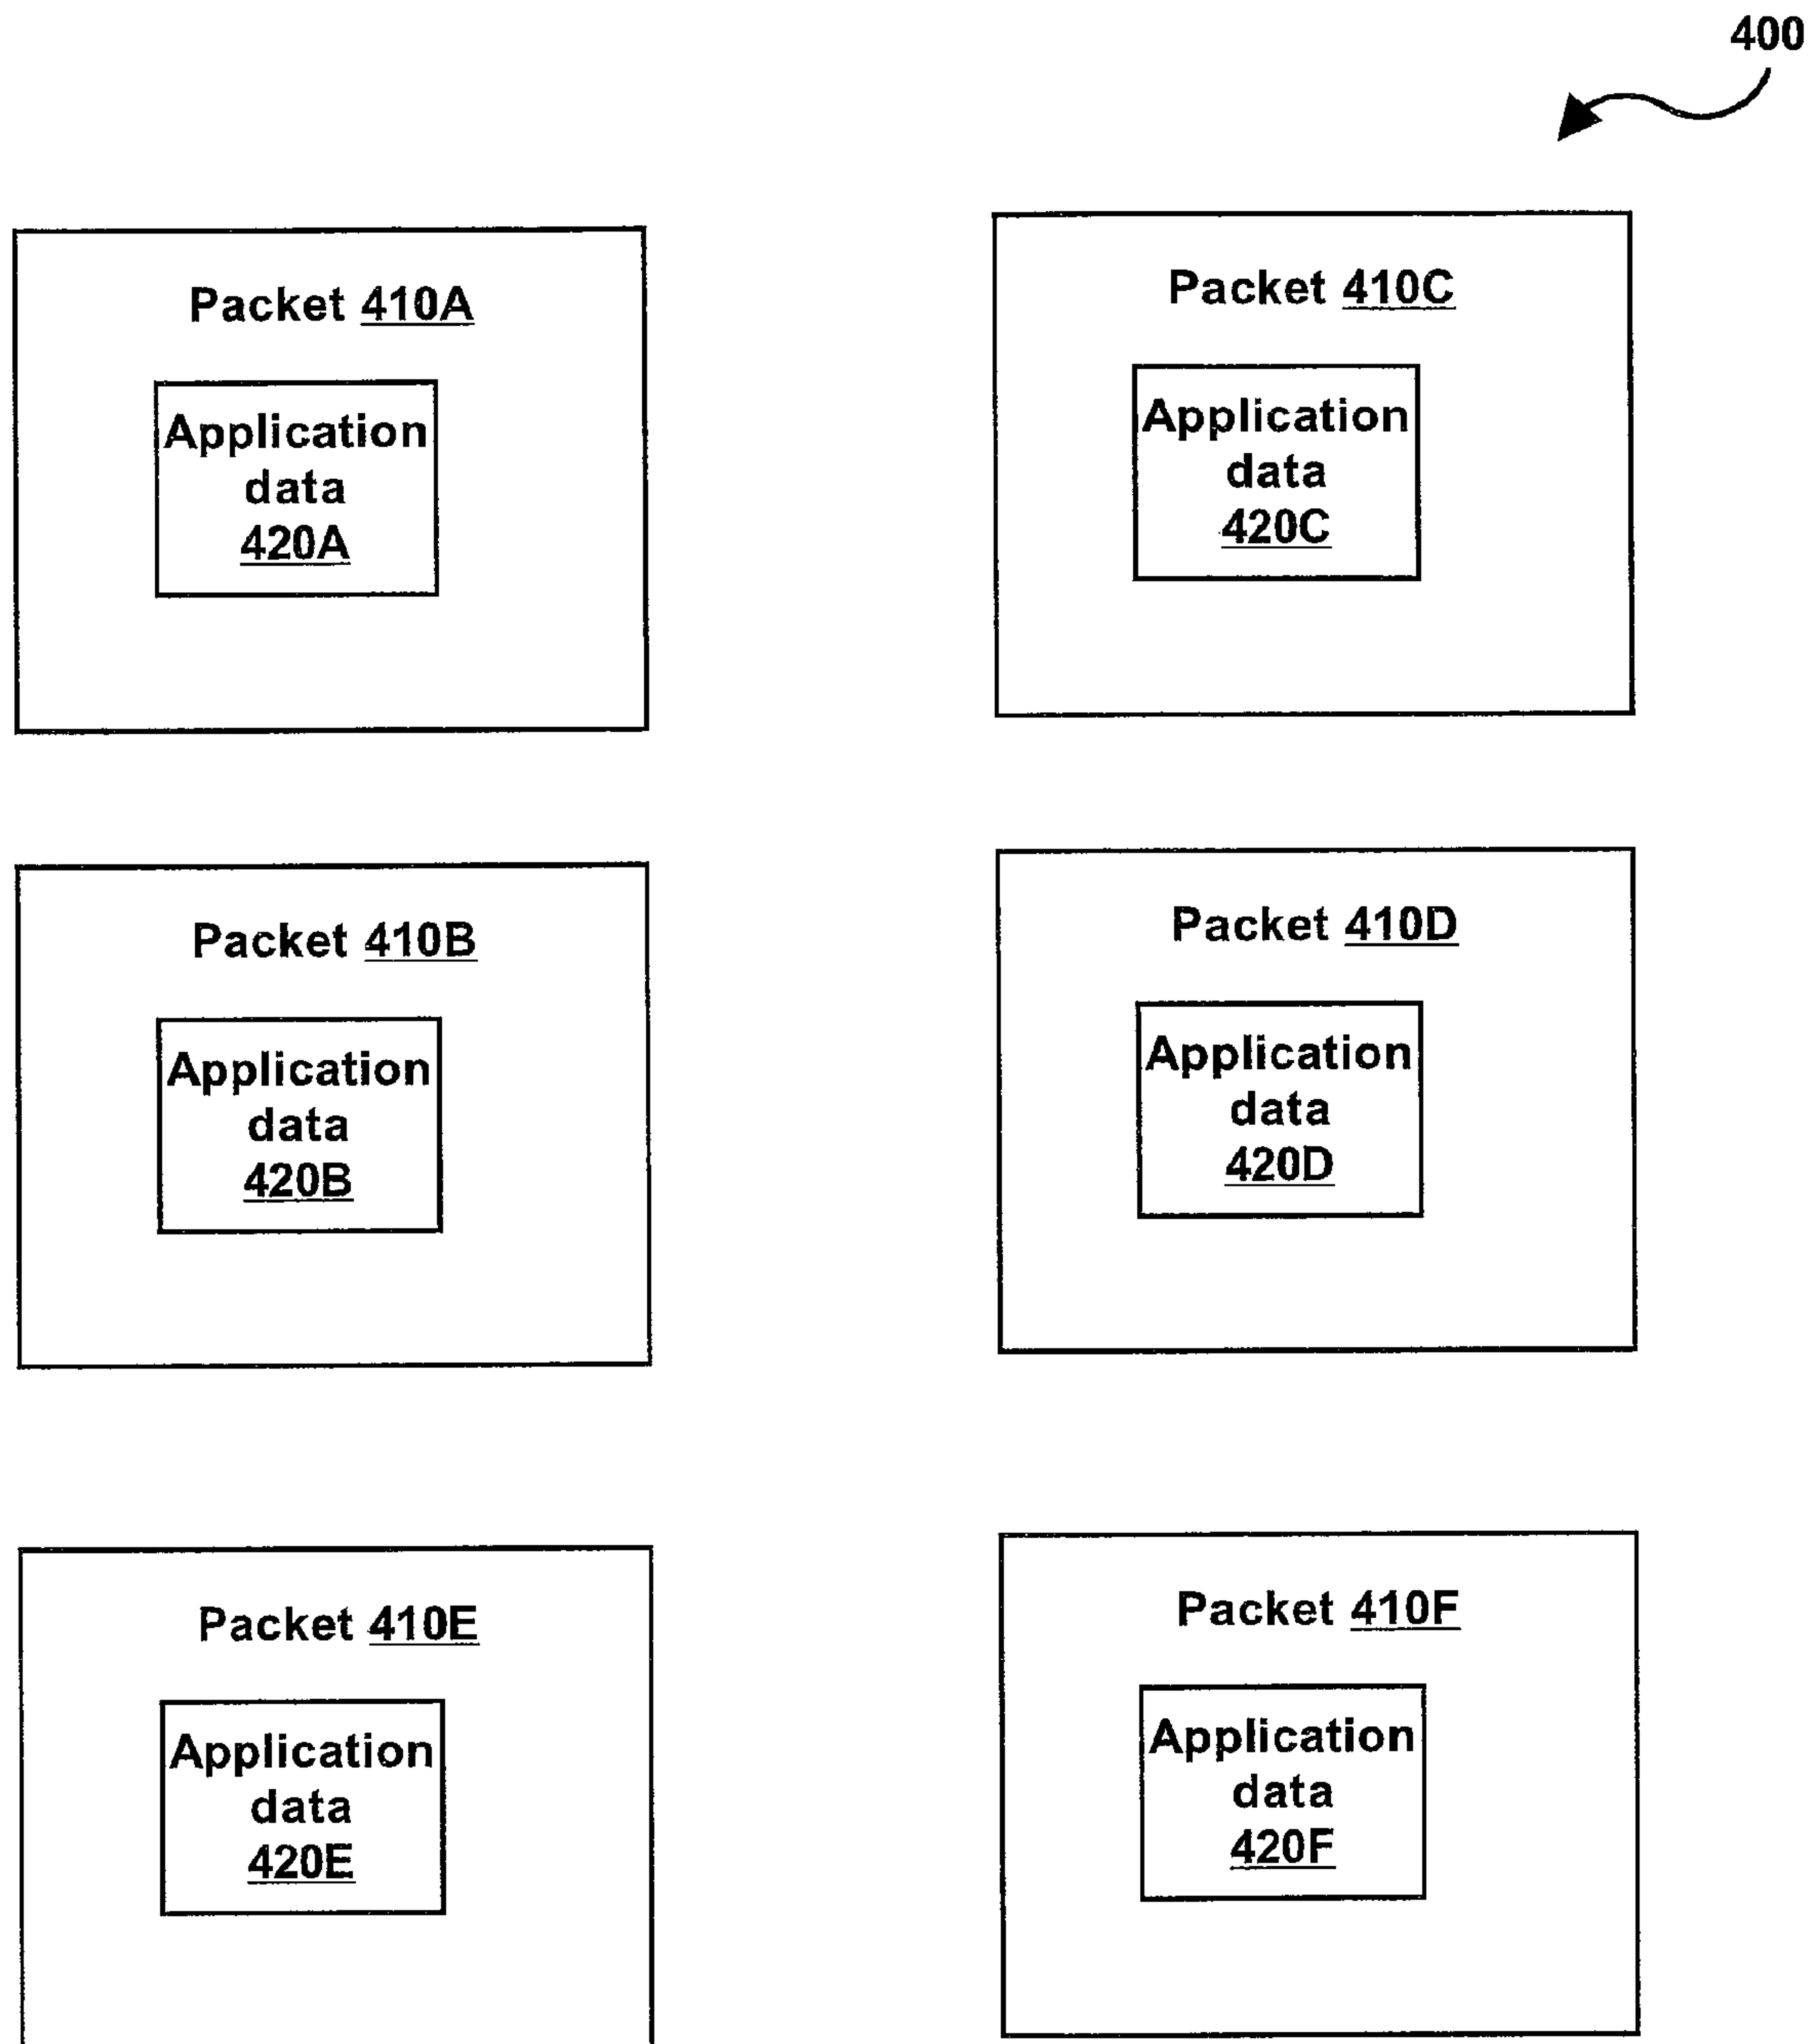 400
Packet 410A
Application
data
420A
Packet 410C
Application
data
420C
Packet 410B
Application
data
420B
Packet 410D
Application
data
420D
Packet 410E
Application
data
420E
Packet 410F
Application
data
420F